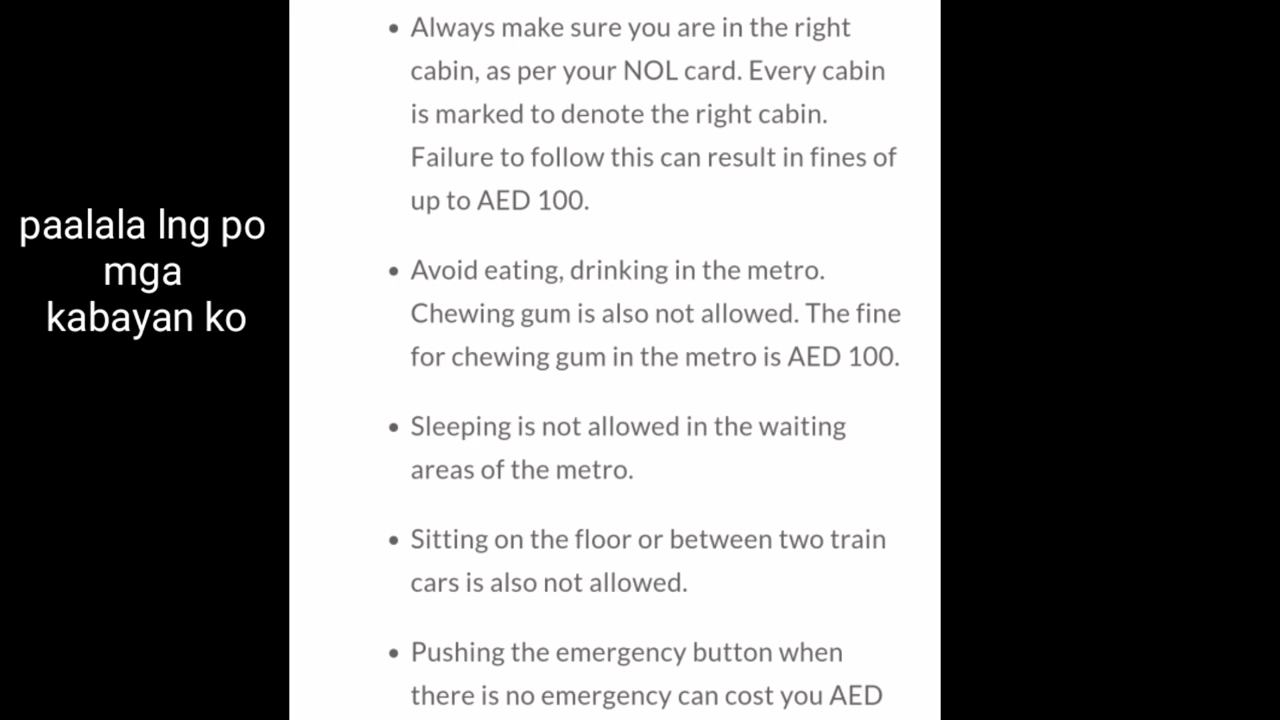 paalala lng po
mga
kabayan ko
• Always make sure you are in the right
cabin, as per your NOL card. Every cabin
is marked to denote the right cabin.
Failure to follow this can result in fines of
up to AED 100.
• Avoid eating, drinking in the metro.
Chewing gum is also not allowed. The fine
for chewing gum in the metro is AED 100.
• Sleeping is not allowed in the waiting
areas of the metro.
• Sitting on the floor or between two train
cars is also not allowed.
• Pushing the emergency button when
there is no emergency can cost you AED